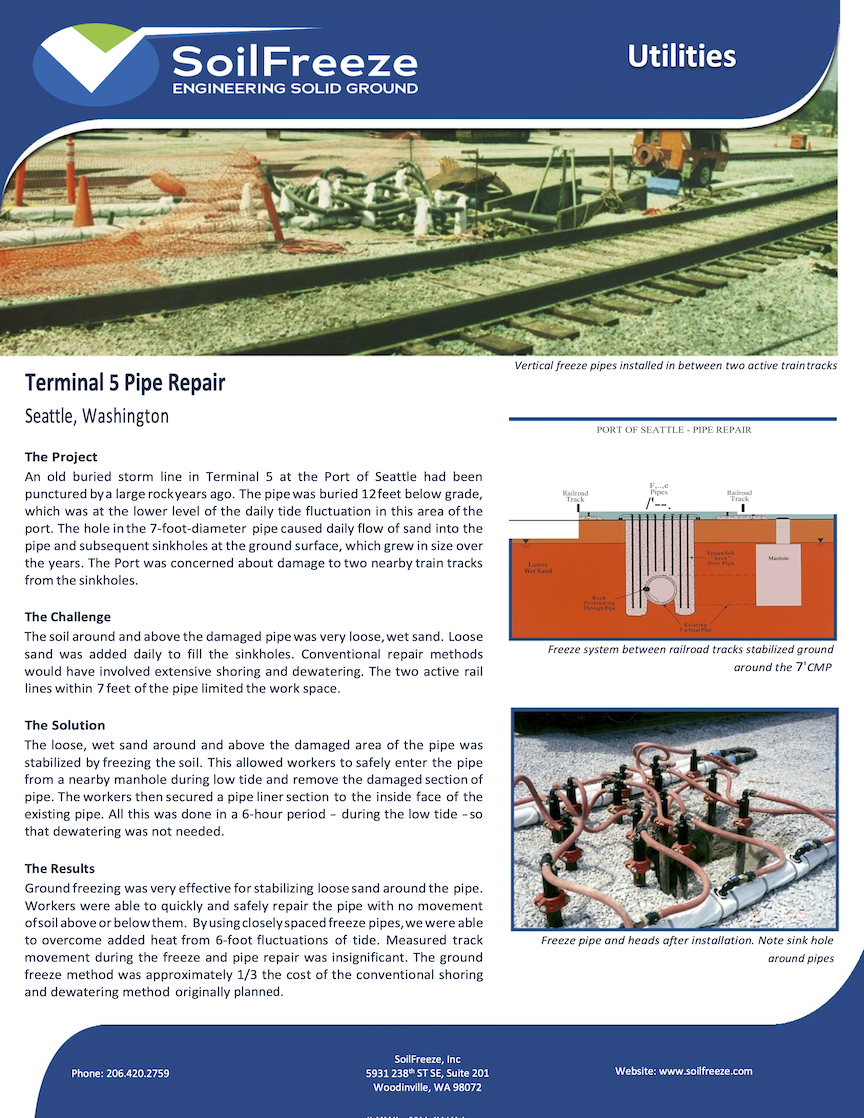 SoilFreeze
ENGINEERING SOLID GROUND
Utilities
Vertical freeze pipes installed in between two active train tracks
Terminal 5 Pipe Repair
Seattle, Washington
The Project
An old buried storm line in Terminal 5 at the Port of Seattle had been
punctured by a large rock years ago. The pipe was buried 12 feet below grade,
which was at the lower level of the daily tide fluctuation in this area of the
port. The hole in the 7-foot-diameter pipe caused daily flow of sand into the
pipe and subsequent sinkholes at the ground surface, which grew in size over
the years. The Port was concerned about damage to two nearby train tracks
from the sinkholes.
The Challenge
The soil around and above the damaged pipe was very loose, wet sand. Loose
sand was added daily to fill the sinkholes. Conventional repair methods
would have involved extensive shoring and dewatering. The two active rail
lines within 7 feet of the pipe limited the work space.
The Solution
The loose, wet sand around and above the damaged area of the pipe was
stabilized by freezing the soil. This allowed workers to safely enter the pipe
from a nearby manhole during low tide and remove the damaged section of
pipe. The workers then secured a pipe liner section to the inside face of the
existing pipe. All this was done in a 6-hour period – during the low tide – so
that dewatering was not needed.
The Results
Ground freezing was very effective for stabilizing loose sand around the pipe.
Workers were able to quickly and safely repair the pipe with no movement
of soil above or below them. By using closely spaced freeze pipes, we were able
to overcome added heat from 6-foot fluctuations of tide. Measured track
movement during the freeze and pipe repair was insignificant. The ground
freeze method was approximately 1/3 the cost of the conventional shoring
and dewatering method originally planned.
PORT OF SEATTLE - PIPE REPAIR
Railroad
Track
F,..,e
Pipes
Railroad
Track
Loose
Wet Sand
Frozen Soil
"Arch"
Over Pipe
Manhole
Rock
Protruding
Through Pipe
Existing
Pipe
Freeze system between railroad tracks stabilized ground
around the 7' CMP
Freeze pipe and heads after installation. Note sink hole
around pipes
Phone: 206.420.2759
SoilFreeze, Inc
5931 238th ST SE, Suite 201
Woodinville, WA 98072
Website: www.soilfreeze.com